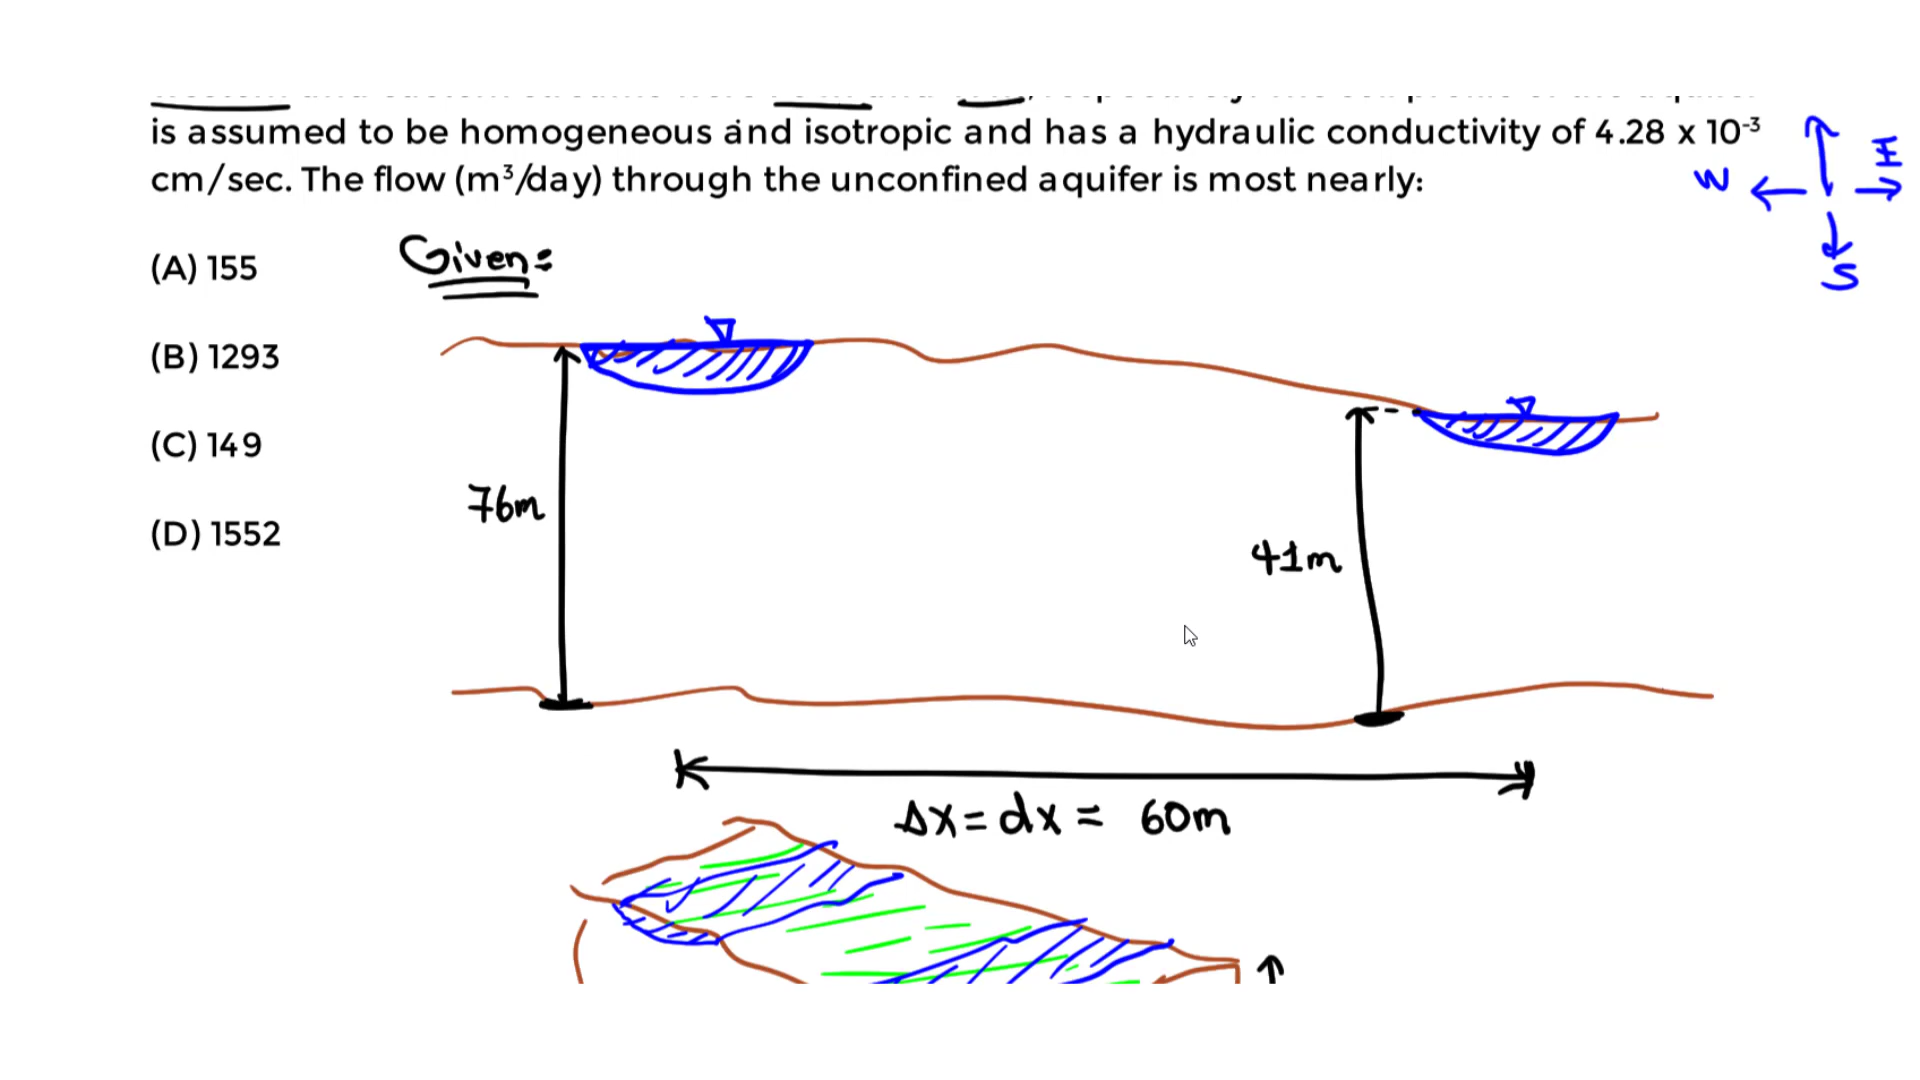 is assumed to be homogeneous and isotropic and has a hydraulic conductivity of 4.28 x 10⁻³
cm/sec. The flow (m³/day) through the unconfined aquifer is most nearly:
W
E
S
(A) 155
Given:
(B) 1293
(C) 149
(D) 1552
76m
41m
Δx = dx = 60m